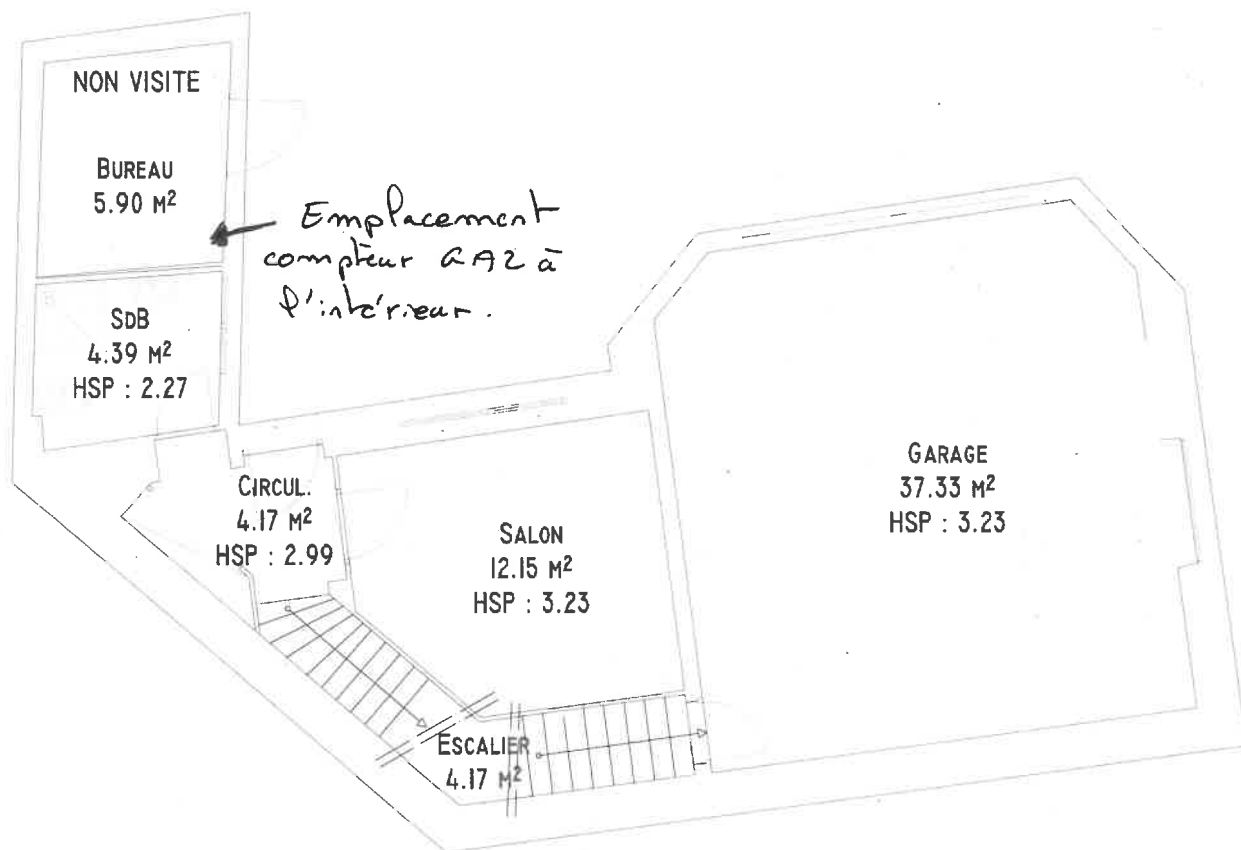 NON VISITE
BUREAU
5.90 M²
Emplacement
compteur GAZ à
l'intérieur.
SDB
4.39 M²
HSP : 2.27
CIRCUL.
4.17 M²
HSP : 2.99
SALON
12.15 M²
HSP : 3.23
GARAGE
37.33 M²
HSP : 3.23
ESCALIER
4.17 M²